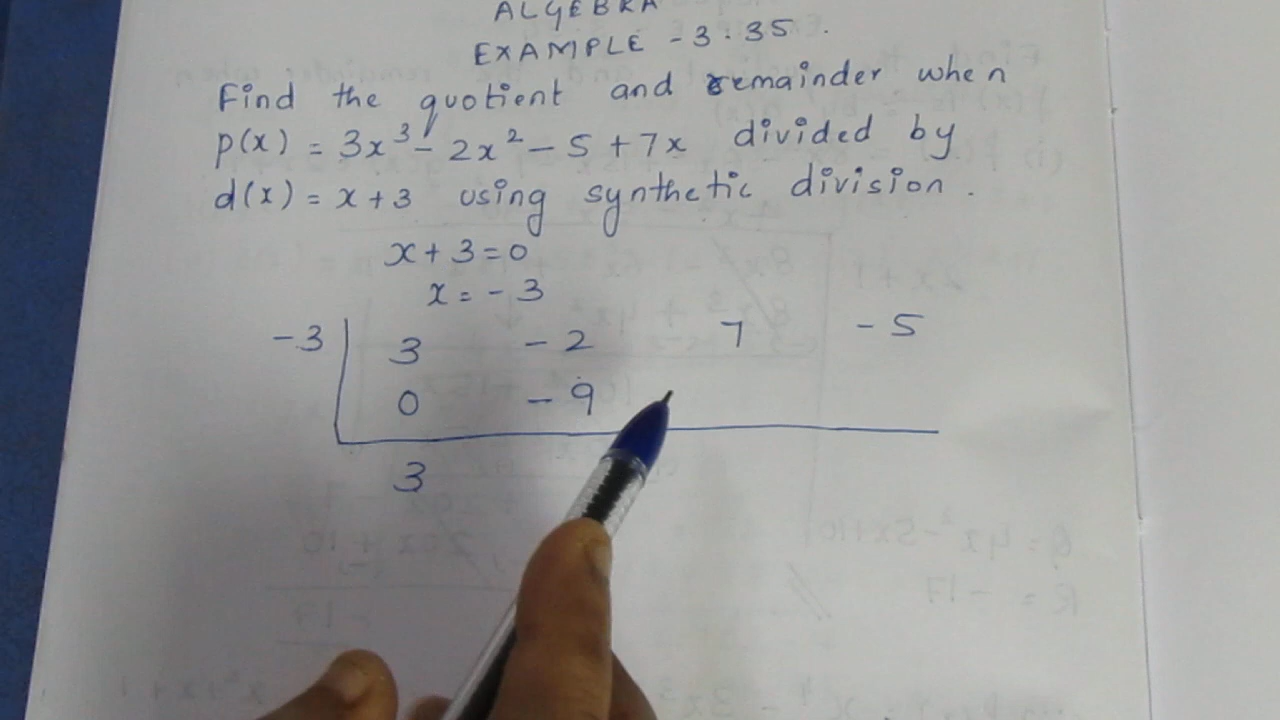 ALGEBRA
EXAMPLE - 3.35.
Find the quotient and remainder when
p(x) = 3x³ - 2x² - 5 + 7x divided by
d(x) = x + 3 using synthetic division.
x + 3 = 0
x = - 3
-3 3 - 2 7 - 5
0 - 9
3